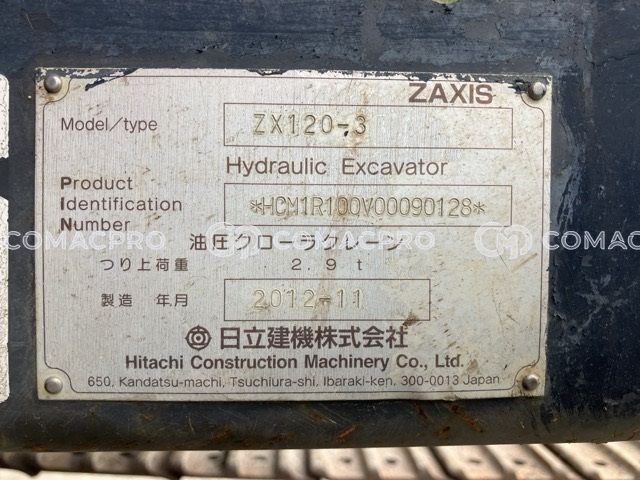 ZAXIS
Model/type ZX120-3
Hydraulic Excavator
Product
Identification *HCM1R100V00090128*
Number
COMACPRO COMACPRO COMACPRO
油圧クローラクレーン
つり上荷重 2.9 t
製造 年月 2012-11
日立建機株式会社
Hitachi Construction Machinery Co., Ltd.
650, Kandatsu-machi, Tsuchiura-shi, Ibaraki-ken, 300-0013 Japan